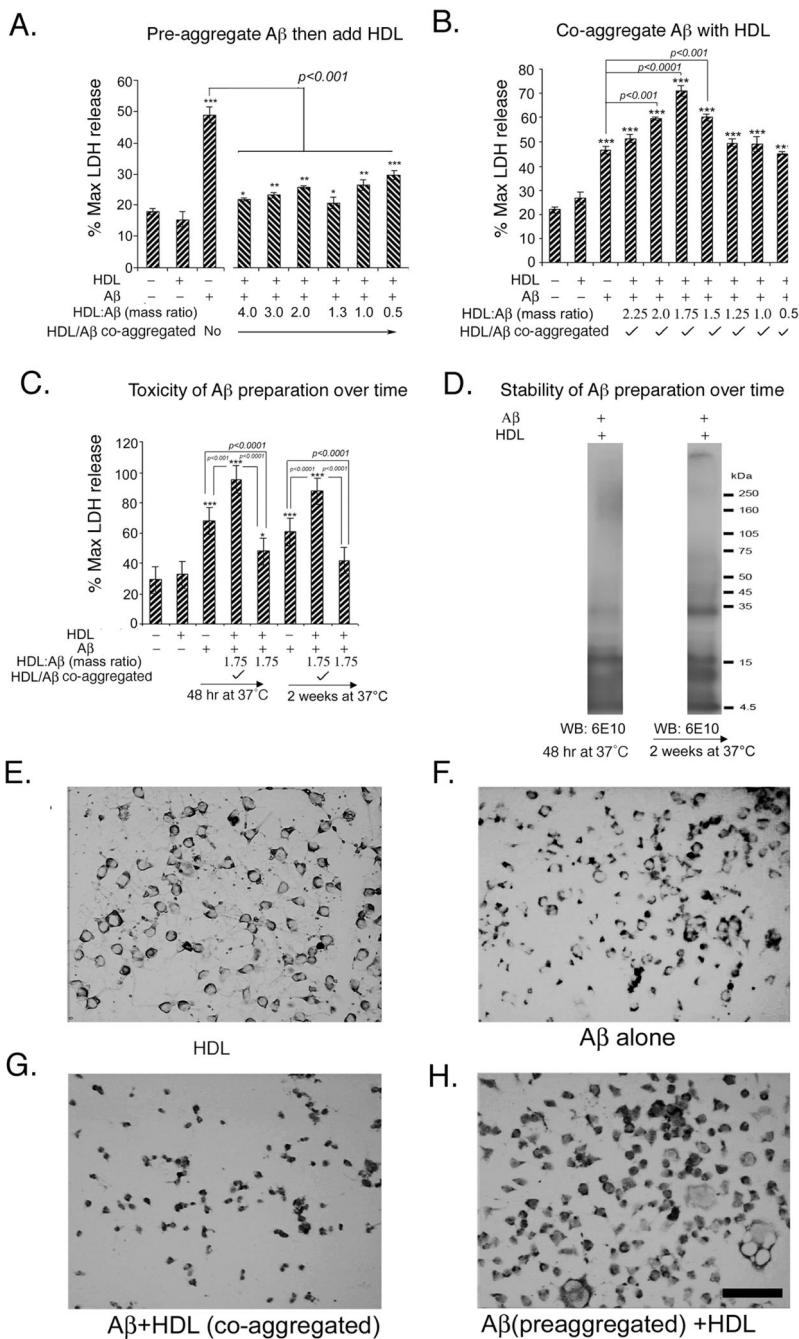 A.
Pre-aggregate Aβ then add HDL
% Max LDH release
60
50
40
30
20
10
0
p<0.001
***
* ** ** * ** ***
HDL – + – + + + + + +
Aβ – – + + + + + + +
HDL:Aβ (mass ratio) 4.0 3.0 2.0 1.3 1.0 0.5
HDL/Aβ co-aggregated No
B.
Co-aggregate Aβ with HDL
% Max LDH release
80
70
60
50
40
30
20
10
0
p<0.001
p<0.0001
p<0.001
*** *** *** *** *** *** ***
HDL – + – + + + + + + +
Aβ – – + + + + + + + +
HDL:Aβ (mass ratio) 2.25 2.0 1.75 1.5 1.25 1.0 0.5
HDL/Aβ co-aggregated ✓ ✓ ✓ ✓ ✓ ✓ ✓
C.
Toxicity of Aβ preparation over time
% Max LDH release
120
100
80
60
40
20
0
p<0.0001
p<0.001 p<0.0001
p<0.0001
p<0.001 p<0.0001
*** *** * *** ***
HDL – + – + + – + +
Aβ – – + + + + + +
HDL:Aβ (mass ratio) 1.75 1.75 1.75 1.75
HDL/Aβ co-aggregated ✓ ✓
48 hr at 37°C 2 weeks at 37°C
D.
Stability of Aβ preparation over time
Aβ + +
HDL + +
kDa
250
160
105
75
50
45
35
15
4.5
WB: 6E10 WB: 6E10
48 hr at 37°C 2 weeks at 37°C
E.
HDL
F.
Aβ alone
G.
Aβ+HDL (co-aggregated)
H.
Aβ(preaggregated) +HDL